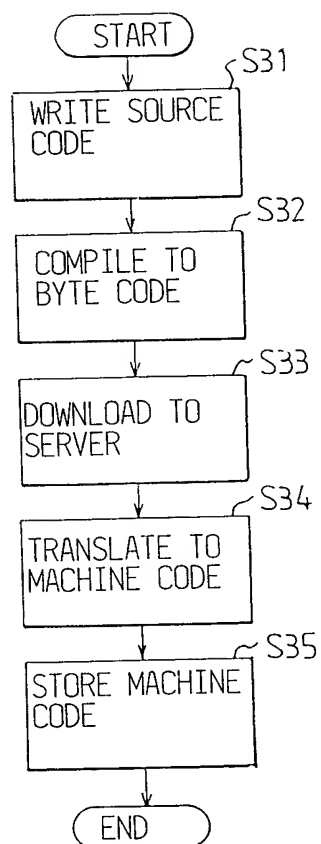 START
S31
WRITE SOURCE
CODE
S32
COMPILE TO
BYTE CODE
S33
DOWNLOAD TO
SERVER
S34
TRANSLATE TO
MACHINE CODE
S35
STORE MACHINE
CODE
END